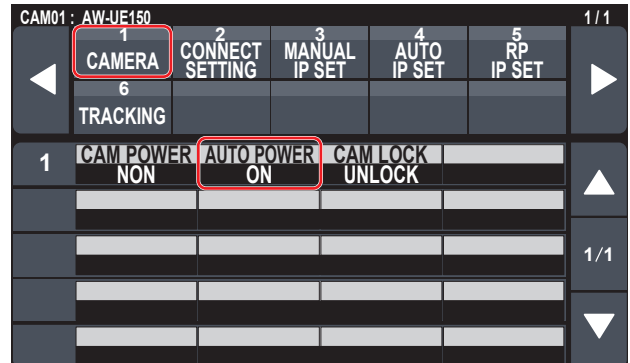 CAM01 : AW-UE150 1 / 1
1 2 3 4 5
CAMERA CONNECT SETTING MANUAL IP SET AUTO IP SET RP IP SET
6
TRACKING
1 CAM POWER AUTO POWER CAM LOCK
NON ON UNLOCK
1/1